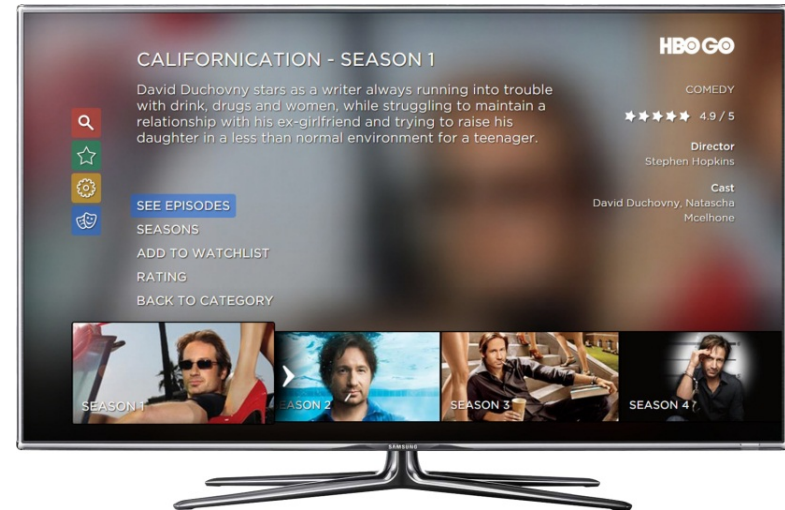 CALIFORNICATION - SEASON 1
David Duchovny stars as a writer always running into trouble
with drink, drugs and women, while struggling to maintain a
relationship with his ex-girlfriend and trying to raise his
daughter in a less than normal environment for a teenager.
SEE EPISODES
SEASONS
ADD TO WATCHLIST
RATING
BACK TO CATEGORY
HBO GO
COMEDY
4.9 / 5
Director
Stephen Hopkins
Cast
David Duchovny, Natascha
Mcelhone
SEASON 1
EASON 2
SEASON 3
SEASON 4
SAMSUNG